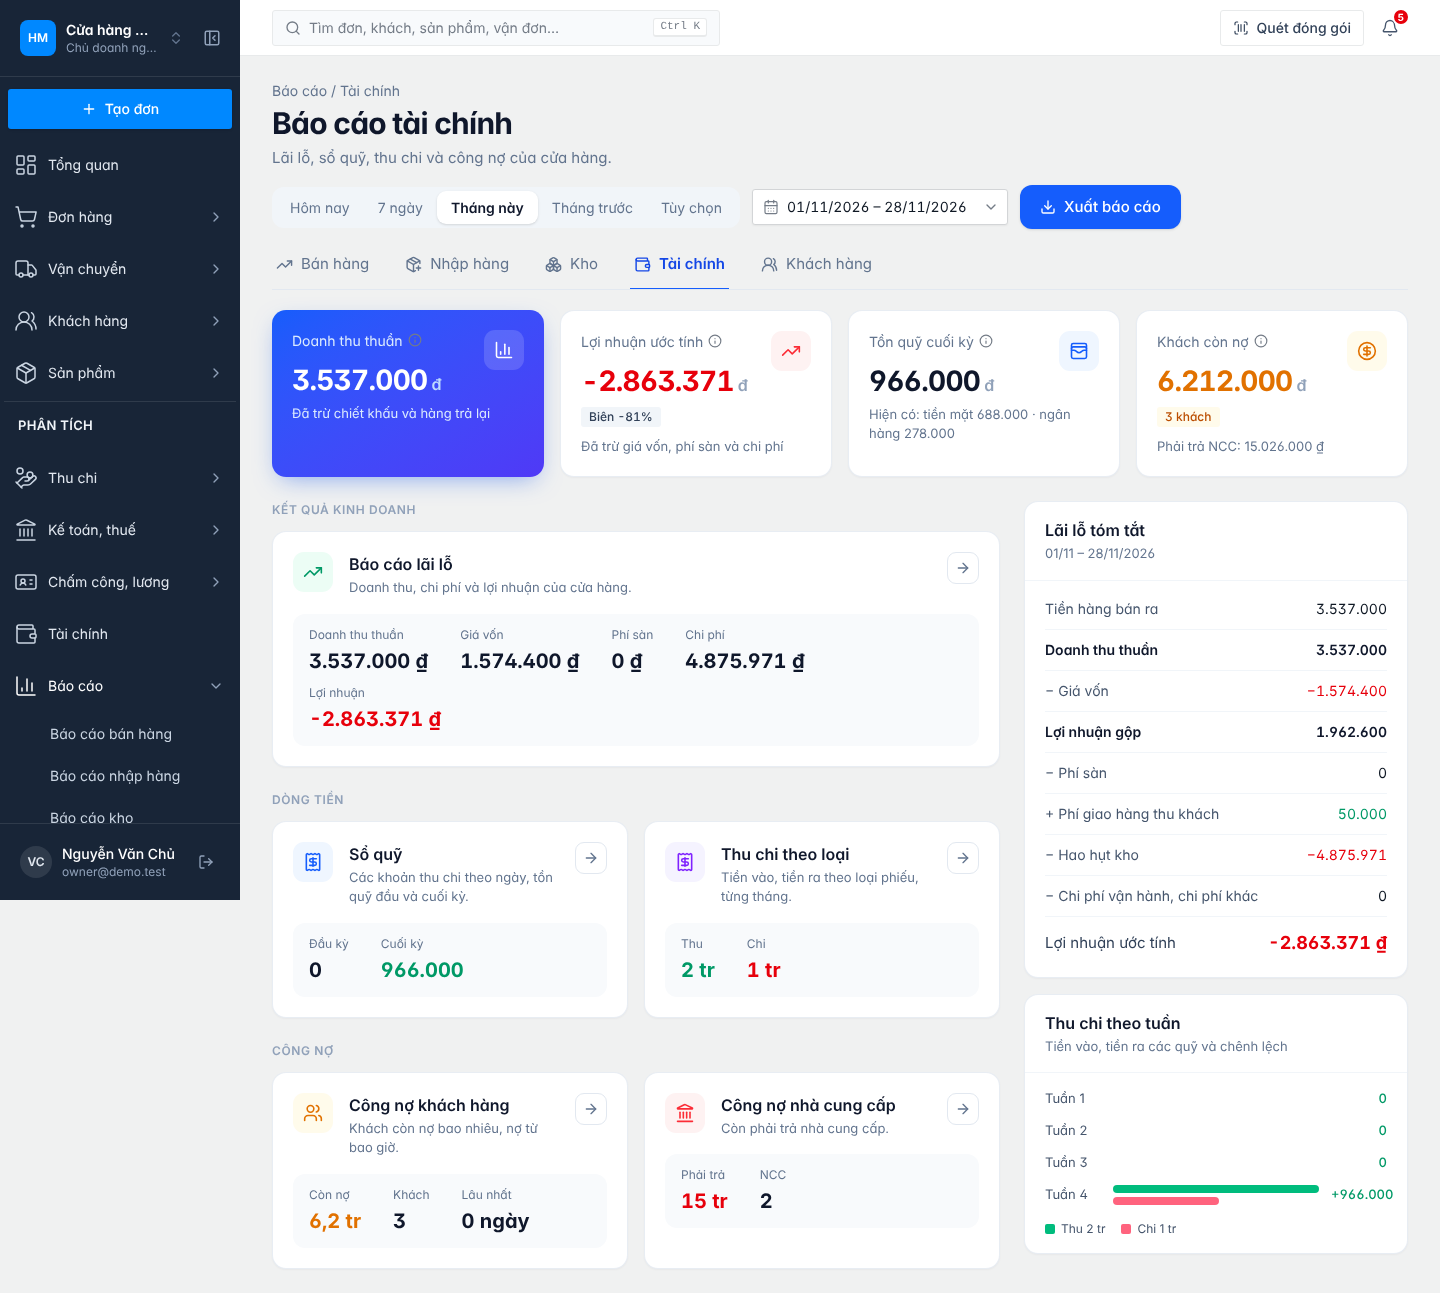 HM
Cửa hàng ...
Chủ doanh ng...
Tạo đơn
Tổng quan
Đơn hàng
Vận chuyển
Khách hàng
Sản phẩm
PHÂN TÍCH
Thu chi
Kế toán, thuế
Chấm công, lương
Tài chính
Báo cáo
Báo cáo bán hàng
Báo cáo nhập hàng
Báo cáo kho
VC
Nguyễn Văn Chủ
owner@demo.test
Tìm đơn, khách, sản phẩm, vận đơn...
Ctrl K
Quét đóng gói
5
Báo cáo / Tài chính
Báo cáo tài chính
Lãi lỗ, sổ quỹ, thu chi và công nợ của cửa hàng.
Hôm nay
7 ngày
Tháng này
Tháng trước
Tùy chọn
01/11/2026 – 28/11/2026
Xuất báo cáo
Bán hàng
Nhập hàng
Kho
Tài chính
Khách hàng
Doanh thu thuần
3.537.000 đ
Đã trừ chiết khấu và hàng trả lại
Lợi nhuận ước tính
-2.863.371 đ
Biên -81%
Đã trừ giá vốn, phí sàn và chi phí
Tồn quỹ cuối kỳ
966.000 đ
Hiện có: tiền mặt 688.000 · ngân
hàng 278.000
Khách còn nợ
6.212.000 đ
3 khách
Phải trả NCC: 15.026.000 ₫
KẾT QUẢ KINH DOANH
Báo cáo lãi lỗ
Doanh thu, chi phí và lợi nhuận của cửa hàng.
Doanh thu thuần
3.537.000 ₫
Giá vốn
1.574.400 ₫
Phí sàn
0 ₫
Chi phí
4.875.971 ₫
Lợi nhuận
-2.863.371 ₫
DÒNG TIỀN
Sổ quỹ
Các khoản thu chi theo ngày, tồn
quỹ đầu và cuối kỳ.
Đầu kỳ
0
Cuối kỳ
966.000
Thu chi theo loại
Tiền vào, tiền ra theo loại phiếu,
từng tháng.
Thu
2 tr
Chi
1 tr
CÔNG NỢ
Công nợ khách hàng
Khách còn nợ bao nhiêu, nợ từ
bao giờ.
Còn nợ
6,2 tr
Khách
3
Lâu nhất
0 ngày
Công nợ nhà cung cấp
Còn phải trả nhà cung cấp.
Phải trả
15 tr
NCC
2
Lãi lỗ tóm tắt
01/11 – 28/11/2026
Tiền hàng bán ra 3.537.000
Doanh thu thuần 3.537.000
− Giá vốn −1.574.400
Lợi nhuận gộp 1.962.600
− Phí sàn 0
+ Phí giao hàng thu khách 50.000
− Hao hụt kho −4.875.971
− Chi phí vận hành, chi phí khác 0
Lợi nhuận ước tính -2.863.371 ₫
Thu chi theo tuần
Tiền vào, tiền ra các quỹ và chênh lệch
Tuần 1 0
Tuần 2 0
Tuần 3 0
Tuần 4 +966.000
Thu 2 tr
Chi 1 tr